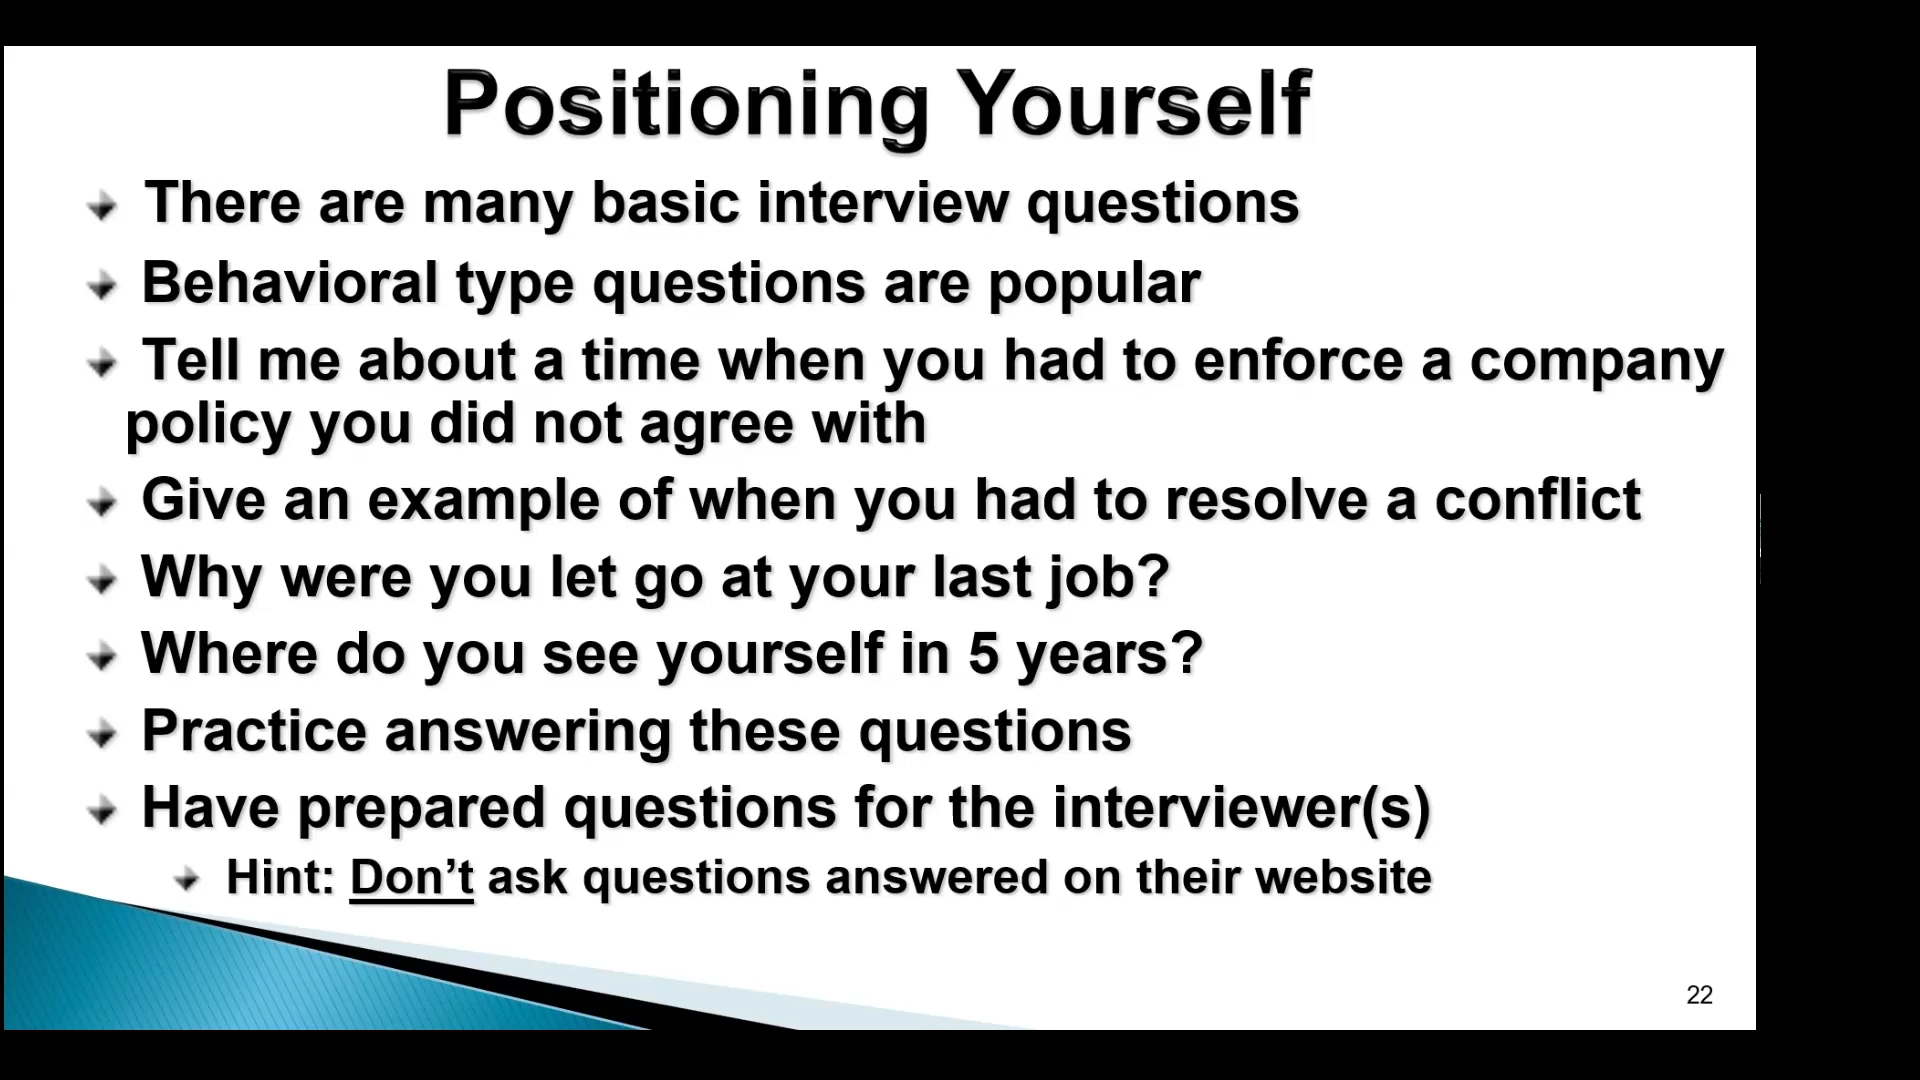 Positioning Yourself
There are many basic interview questions
Behavioral type questions are popular
Tell me about a time when you had to enforce a company
policy you did not agree with
Give an example of when you had to resolve a conflict
Why were you let go at your last job?
Where do you see yourself in 5 years?
Practice answering these questions
Have prepared questions for the interviewer(s)
Hint: Don’t ask questions answered on their website
22